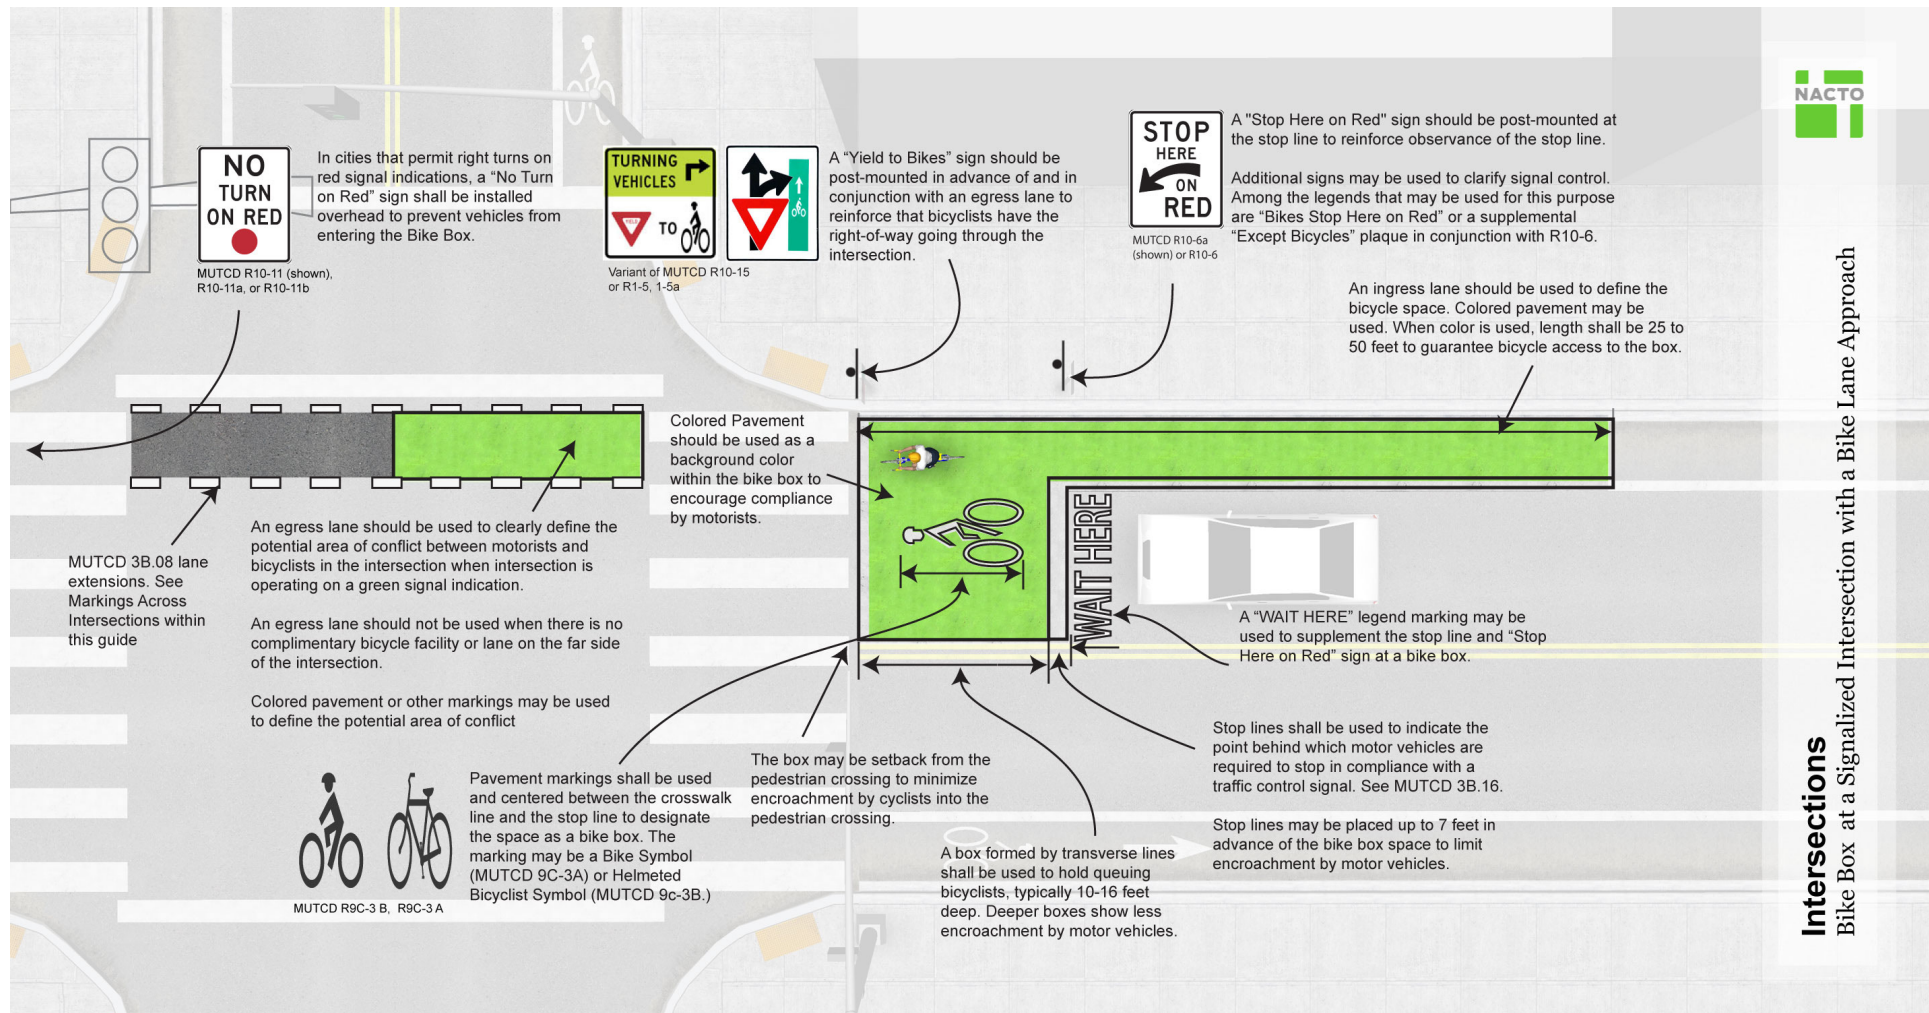 NACTO
Intersections
Bike Box at a Signalized Intersection with a Bike Lane Approach
NO
TURN
ON RED
MUTCD R10-11 (shown),
R10-11a, or R10-11b
In cities that permit right turns on
red signal indications, a “No Turn
on Red” sign shall be installed
overhead to prevent vehicles from
entering the Bike Box.
TURNING
VEHICLES
YIELD
TO
Variant of MUTCD R10-15
or R1-5, 1-5a
A “Yield to Bikes” sign should be
post-mounted in advance of and in
conjunction with an egress lane to
reinforce that bicyclists have the
right-of-way going through the
intersection.
STOP
HERE
ON
RED
MUTCD R10-6a
(shown) or R10-6
A "Stop Here on Red" sign should be post-mounted at
the stop line to reinforce observance of the stop line.
Additional signs may be used to clarify signal control.
Among the legends that may be used for this purpose
are “Bikes Stop Here on Red” or a supplemental
“Except Bicycles” plaque in conjunction with R10-6.
An ingress lane should be used to define the
bicycle space. Colored pavement may be
used. When color is used, length shall be 25 to
50 feet to guarantee bicycle access to the box.
Colored Pavement
should be used as a
background color
within the bike box to
encourage compliance
by motorists.
WAIT HERE
MUTCD 3B.08 lane
extensions. See
Markings Across
Intersections within
this guide
An egress lane should be used to clearly define the
potential area of conflict between motorists and
bicyclists in the intersection when intersection is
operating on a green signal indication.
An egress lane should not be used when there is no
complimentary bicycle facility or lane on the far side
of the intersection.
Colored pavement or other markings may be used
to define the potential area of conflict
A “WAIT HERE” legend marking may be
used to supplement the stop line and “Stop
Here on Red” sign at a bike box.
MUTCD R9C-3 B, R9C-3 A
Pavement markings shall be used
and centered between the crosswalk
line and the stop line to designate
the space as a bike box. The
marking may be a Bike Symbol
(MUTCD 9C-3A) or Helmeted
Bicyclist Symbol (MUTCD 9c-3B.)
The box may be setback from the
pedestrian crossing to minimize
encroachment by cyclists into the
pedestrian crossing.
A box formed by transverse lines
shall be used to hold queuing
bicyclists, typically 10-16 feet
deep. Deeper boxes show less
encroachment by motor vehicles.
Stop lines shall be used to indicate the
point behind which motor vehicles are
required to stop in compliance with a
traffic control signal. See MUTCD 3B.16.
Stop lines may be placed up to 7 feet in
advance of the bike box space to limit
encroachment by motor vehicles.